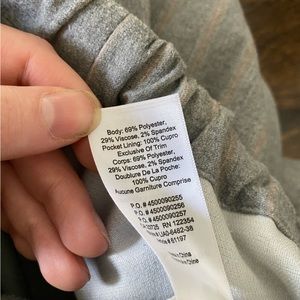 Body: 69% Polyester,
29% Viscose, 2% Spandex
Pocket Lining: 100% Cupro
Exclusive Of Trim
Corps: 69% Polyester,
29% Viscose, 2% Spandex
Doublure De La Poche:
100% Cupro
Aucune Garniture Comprise
P.O. # 4500090255
P.O. # 4500090256
P.O. # 4500090257
RN 122354